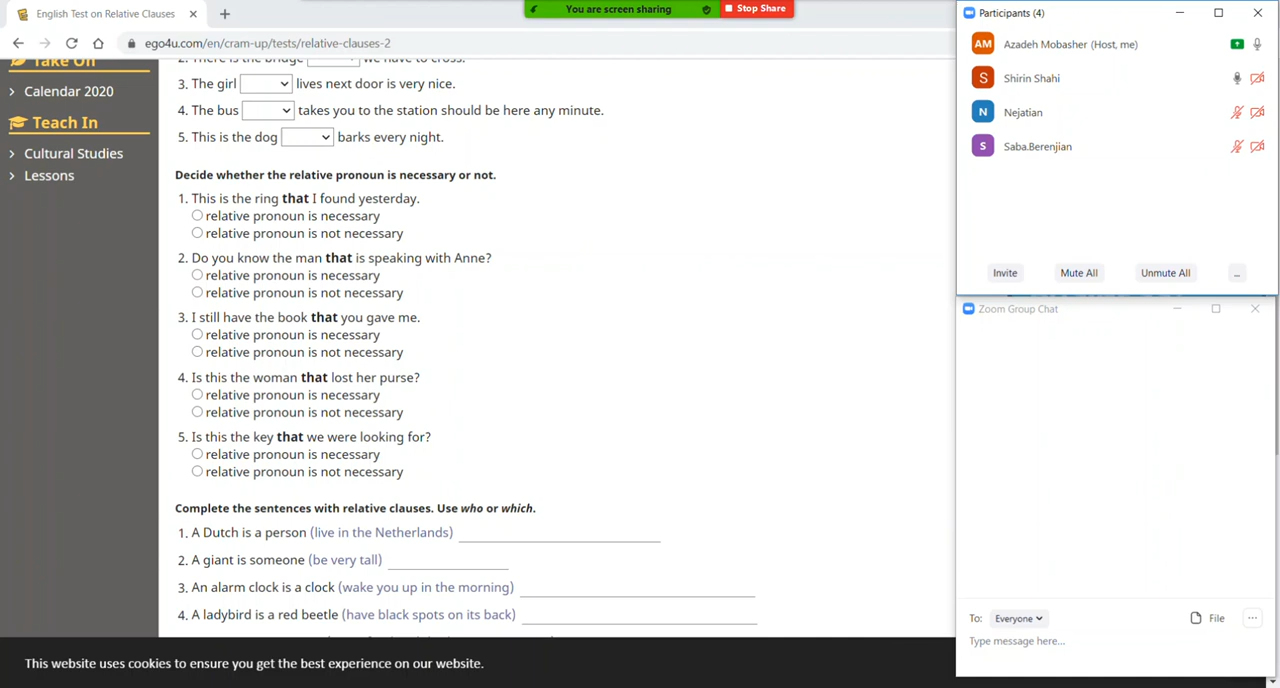 English Test on Relative Clauses
You are screen sharing
Stop Share
ego4u.com/en/cram-up/tests/relative-clauses-2
Take On
Calendar 2020
Teach In
Cultural Studies
Lessons
2. There is the bridge we have to cross.
3. The girl lives next door is very nice.
4. The bus takes you to the station should be here any minute.
5. This is the dog barks every night.
Decide whether the relative pronoun is necessary or not.
1. This is the ring that I found yesterday.
relative pronoun is necessary
relative pronoun is not necessary
2. Do you know the man that is speaking with Anne?
relative pronoun is necessary
relative pronoun is not necessary
3. I still have the book that you gave me.
relative pronoun is necessary
relative pronoun is not necessary
4. Is this the woman that lost her purse?
relative pronoun is necessary
relative pronoun is not necessary
5. Is this the key that we were looking for?
relative pronoun is necessary
relative pronoun is not necessary
Complete the sentences with relative clauses. Use who or which.
1. A Dutch is a person (live in the Netherlands)
2. A giant is someone (be very tall)
3. An alarm clock is a clock (wake you up in the morning)
4. A ladybird is a red beetle (have black spots on its back)
This website uses cookies to ensure you get the best experience on our website.
Participants (4)
AM Azadeh Mobasher (Host, me)
S Shirin Shahi
N Nejatian
S Saba.Berenjian
Invite Mute All Unmute All ...
Zoom Group Chat
To: Everyone File ...
Type message here...